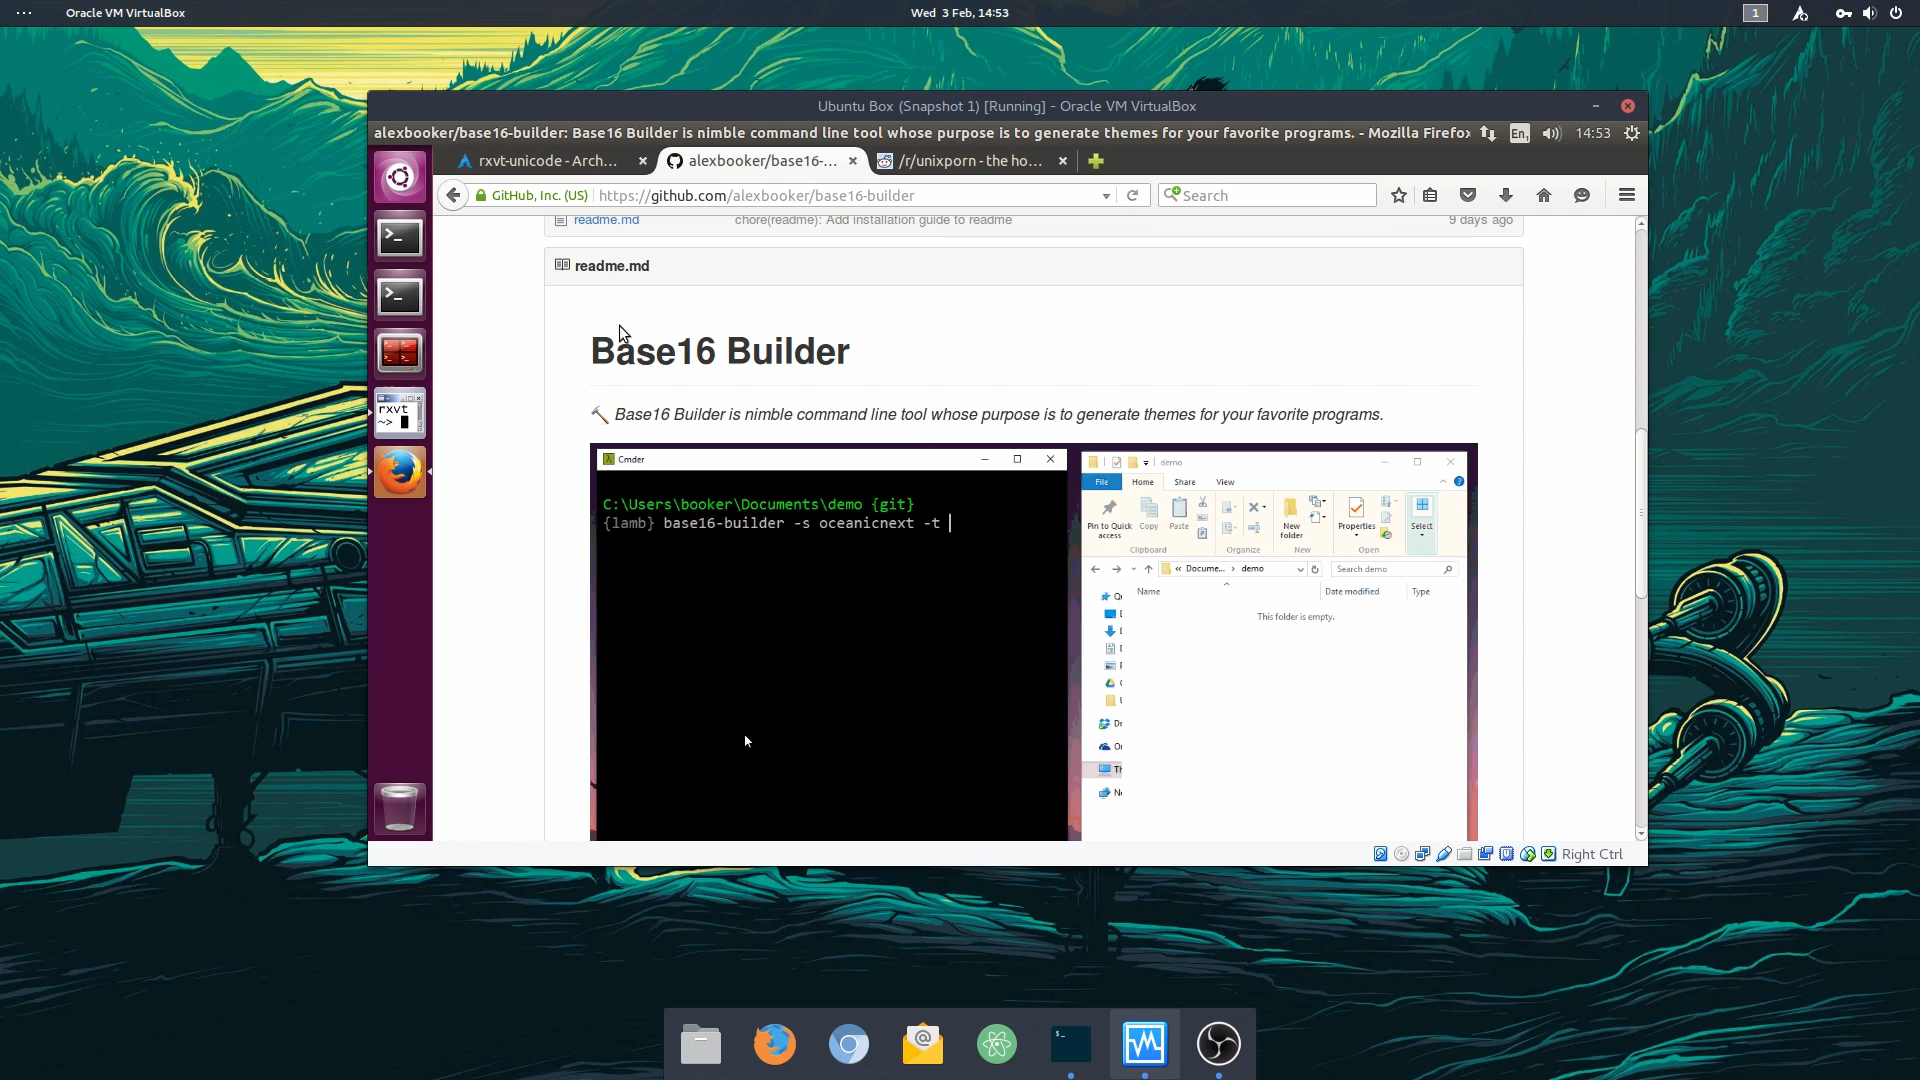 Oracle VM VirtualBox
Wed 3 Feb, 14:53
1
Ubuntu Box (Snapshot 1) [Running] - Oracle VM VirtualBox
alexbooker/base16-builder: Base16 Builder is nimble command line tool whose purpose is to generate themes for your favorite programs. - Mozilla Firefox
En1
14:53
rxvt-unicode - Arch...
alexbooker/base16-...
/r/unixporn - the ho...
GitHub, Inc. (US)
https://github.com/alexbooker/base16-builder
Search
readme.md
chore(readme): Add installation guide to readme
9 days ago
readme.md
Base16 Builder
Base16 Builder is nimble command line tool whose purpose is to generate themes for your favorite programs.
rxvt
~>
Cmder
C:\Users\booker\Documents\demo {git}
{lamb} base16-builder -s oceanicnext -t
demo
File
Home
Share
View
Pin to Quick access
Copy
Paste
New folder
Properties
Select
Clipboard
Organize
New
Open
« Docume... > demo
Search demo
Name
Date modified
Type
This folder is empty.
Right Ctrl